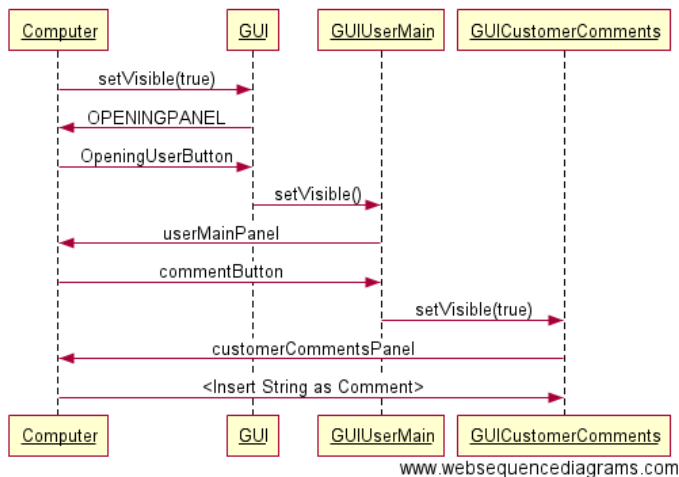 Computer GUI GUIUserMain GUICustomerComments
setVisible(true)
OPENINGPANEL
OpeningUserButton
setVisible()
userMainPanel
commentButton
setVisible(true)
customerCommentsPanel
<Insert String as Comment>
Computer GUI GUIUserMain GUICustomerComments
www.websequencediagrams.com